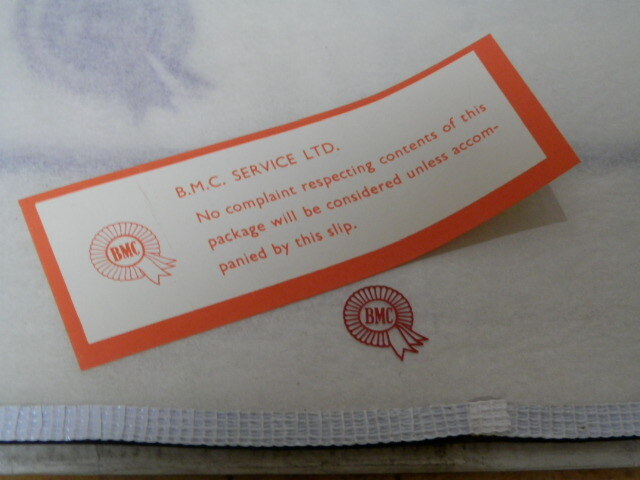 B.M.C. SERVICE LTD.
No complaint respecting contents of this
package will be considered unless accom-
panied by this slip.
BMC
BMC